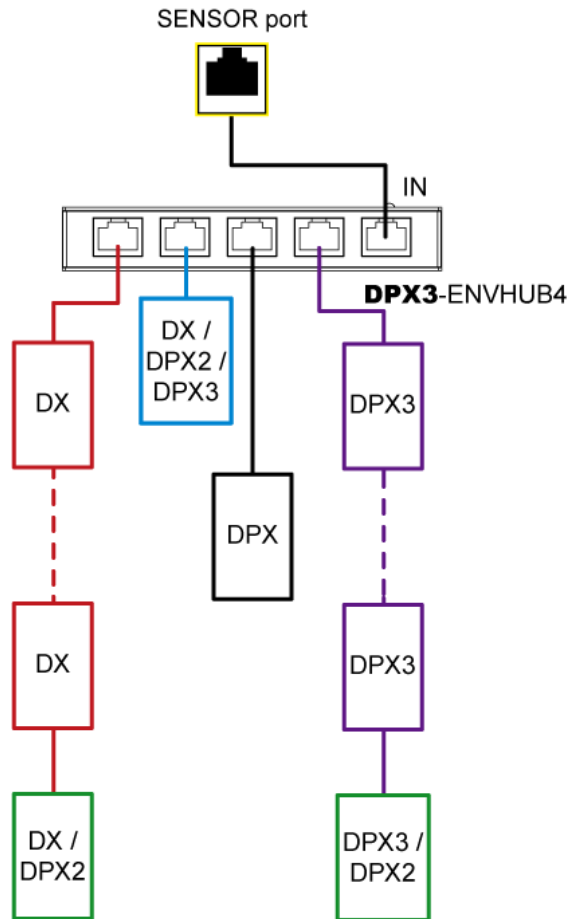 SENSOR port
IN
DPX3-ENVHUB4
DX /
DPX2 /
DPX3
DX
DPX3
DPX
DX
DPX3
DX /
DPX2
DPX3 /
DPX2